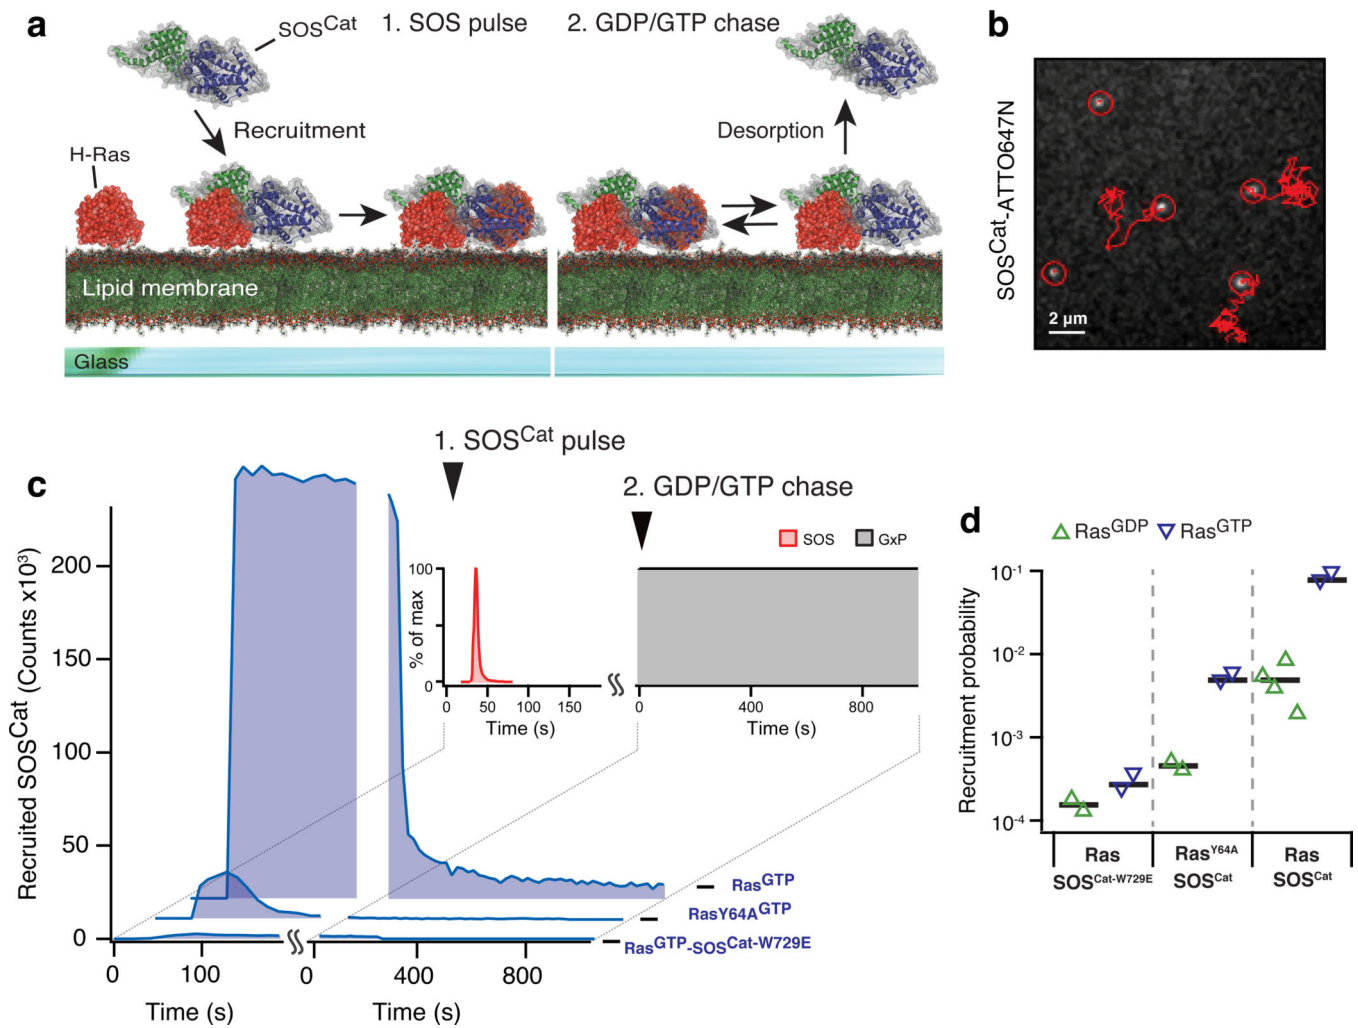 a
SOSCat
1. SOS pulse
2. GDP/GTP chase
Recruitment
Desorption
H-Ras
Lipid membrane
Glass
b
SOSCat-ATTO647N
2 µm
c
1. SOSCat pulse
2. GDP/GTP chase
SOS
GxP
Recruited SOSCat (Counts x10³)
200
150
100
50
0
% of max
100
50
0
0
50
100
150
Time (s)
0
400
800
Time (s)
RasGTP
RasY64AGTP
RasGTP-SOSCat-W729E
0
100
Time (s)
0
400
800
Time (s)
d
RasGDP
RasGTP
Recruitment probability
10-1
10-2
10-3
10-4
Ras
SOSCat-W729E
RasY64A
SOSCat
Ras
SOSCat